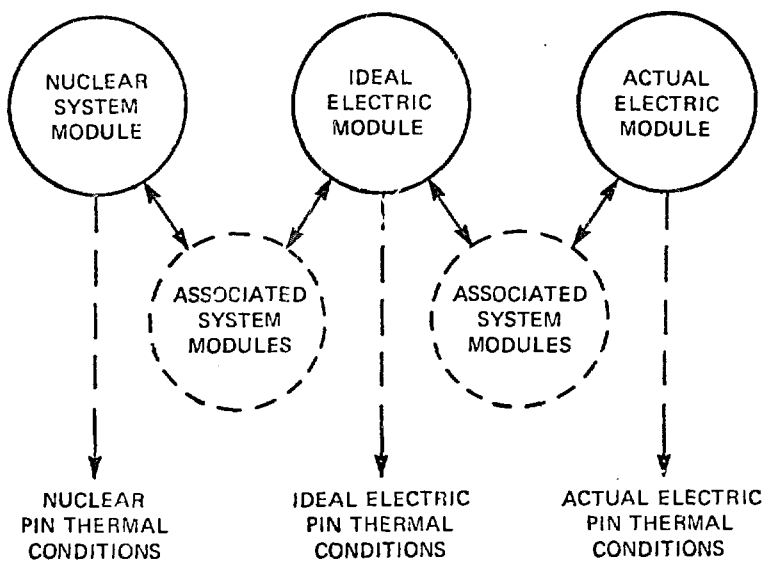 NUCLEAR
SYSTEM
MODULE
IDEAL
ELECTRIC
MODULE
ACTUAL
ELECTRIC
MODULE
ASSOCIATED
SYSTEM
MODULES
ASSOCIATED
SYSTEM
MODULES
NUCLEAR
PIN THERMAL
CONDITIONS
IDEAL ELECTRIC
PIN THERMAL
CONDITIONS
ACTUAL ELECTRIC
PIN THERMAL
CONDITIONS